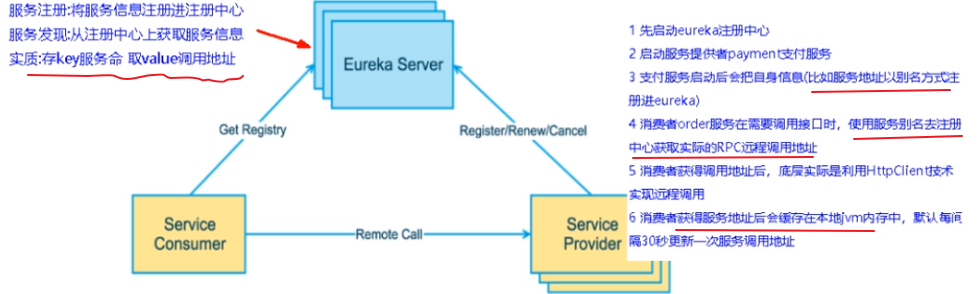 服务注册:将服务信息注册进注册中心
服务发现:从注册中心上获取服务信息
实质:存key服务命 取value调用地址
Eureka Server
Get Registry
Register/Renew/Cancel
Service
Consumer
Remote Call
Service
Provider
1 先启动eureka注册中心
2 启动服务提供者payment支付服务
3 支付服务启动后会把自身信息(比如服务地址以别名方式注
册进eureka)
4 消费者order服务在需要调用接口时，使用服务别名去注册
中心获取实际的RPC远程调用地址
5 消费者获得调用地址后，底层实际是利用HttpClient技术
实现远程调用
6 消费者获得服务地址后会缓存在本地jvm内存中，默认每间
隔30秒更新一次服务调用地址